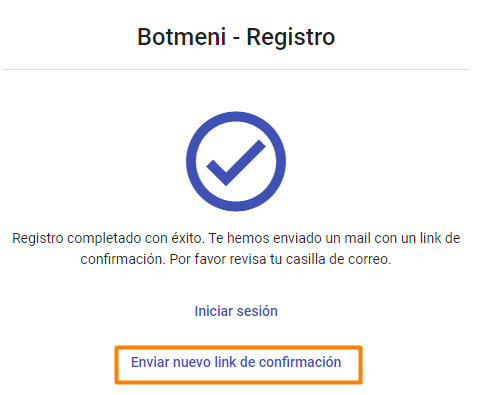 Botmeni - Registro
Registro completado con éxito. Te hemos enviado un mail con un link de
confirmación. Por favor revisa tu casilla de correo.
Iniciar sesión
Enviar nuevo link de confirmación